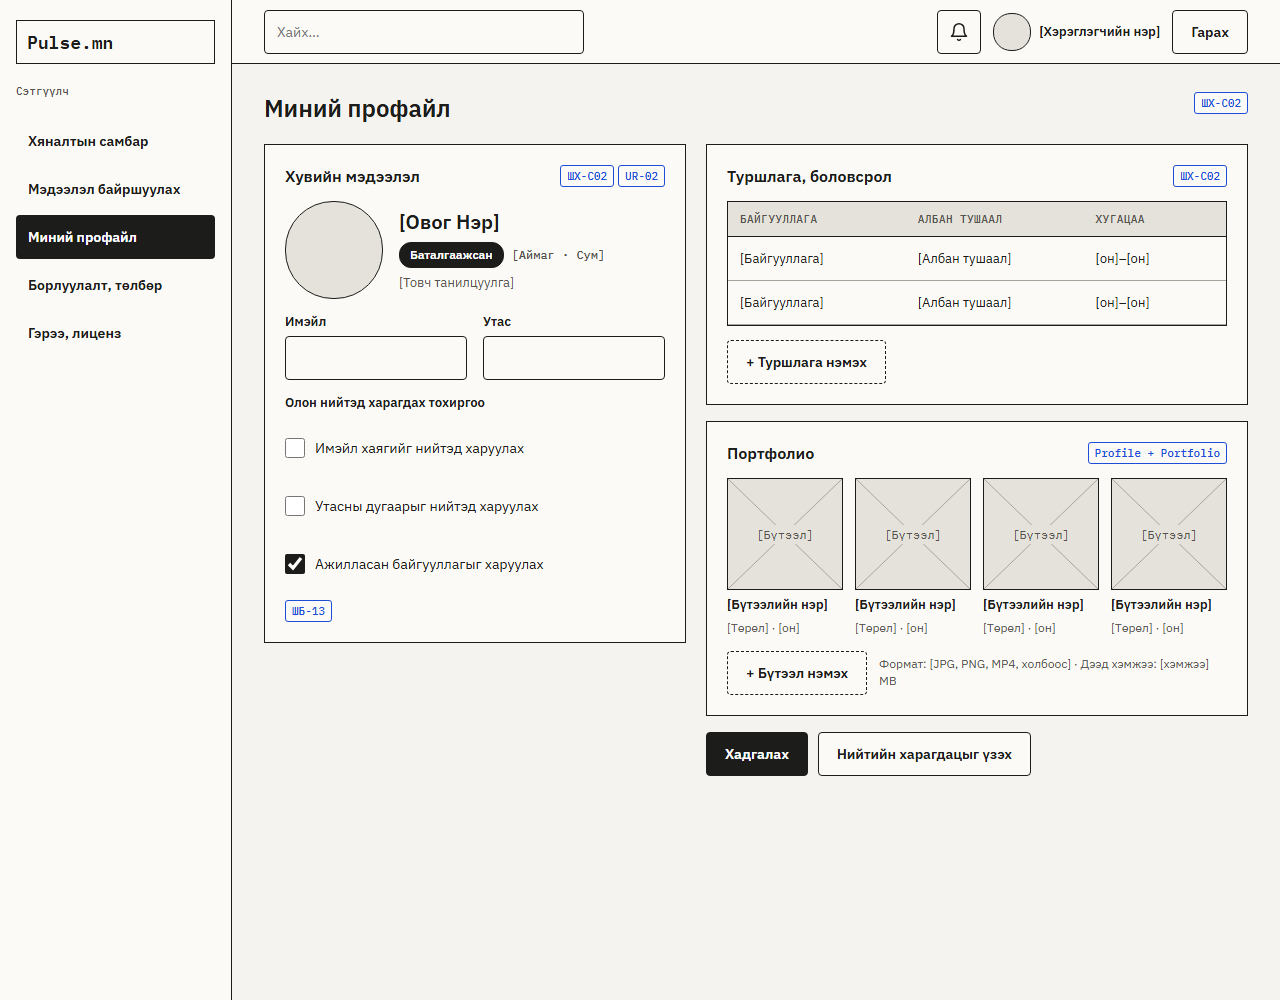 Pulse.mn
Сэтгүүлч
Хяналтын самбар
Мэдээлэл байршуулах
Миний профайл
Борлуулалт, төлбөр
Гэрээ, лиценз
Хайх...
[Хэрэглэгчийн нэр]
Гарах
Миний профайл
ШХ-С02
Хувийн мэдээлэл
ШХ-С02
UR-02
[Овог Нэр]
Баталгаажсан
[Аймаг · Сум]
[Товч танилцуулга]
Имэйл
Утас
Олон нийтэд харагдах тохиргоо
Имэйл хаягийг нийтэд харуулах
Утасны дугаарыг нийтэд харуулах
Ажилласан байгууллагыг харуулах
ШБ-13
Туршлага, боловсрол
ШХ-С02
БАЙГУУЛЛАГА АЛБАН ТУШААЛ ХУГАЦАА
[Байгууллага] [Албан тушаал] [он]–[он]
[Байгууллага] [Албан тушаал] [он]–[он]
+ Туршлага нэмэх
Портфолио
Profile + Portfolio
[Бүтээл] [Бүтээл] [Бүтээл] [Бүтээл]
[Бүтээлийн нэр] [Бүтээлийн нэр] [Бүтээлийн нэр] [Бүтээлийн нэр]
[Төрөл] · [он] [Төрөл] · [он] [Төрөл] · [он] [Төрөл] · [он]
+ Бүтээл нэмэх
Формат: [JPG, PNG, MP4, холбоос] · Дээд хэмжээ: [хэмжээ]
MB
Хадгалах
Нийтийн харагдацыг үзэх